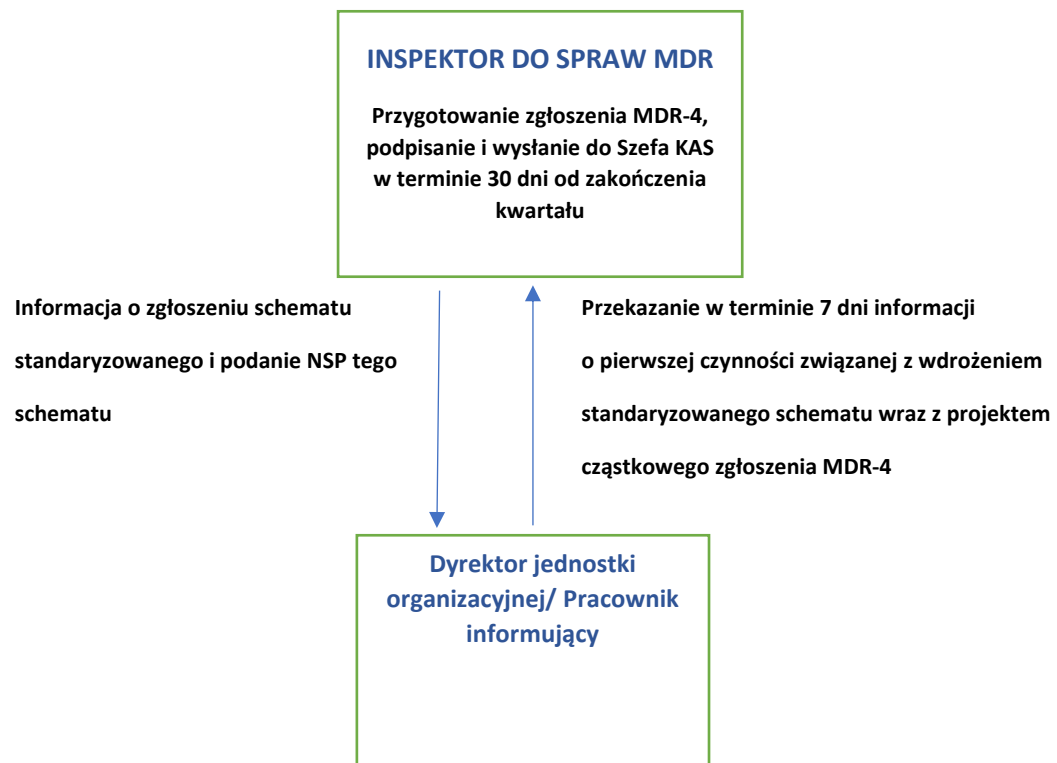 INSPEKTOR DO SPRAW MDR
Przygotowanie zgłoszenia MDR-4,
podpisanie i wysłanie do Szefa KAS
w terminie 30 dni od zakończenia
kwartału
Informacja o zgłoszeniu schematu
standaryzowanego i podanie NSP tego
schematu
Przekazanie w terminie 7 dni informacji
o pierwszej czynności związanej z wdrożeniem
standaryzowanego schematu wraz z projektem
cząstkowego zgłoszenia MDR-4
Dyrektor jednostki
organizacyjnej/ Pracownik
informujący